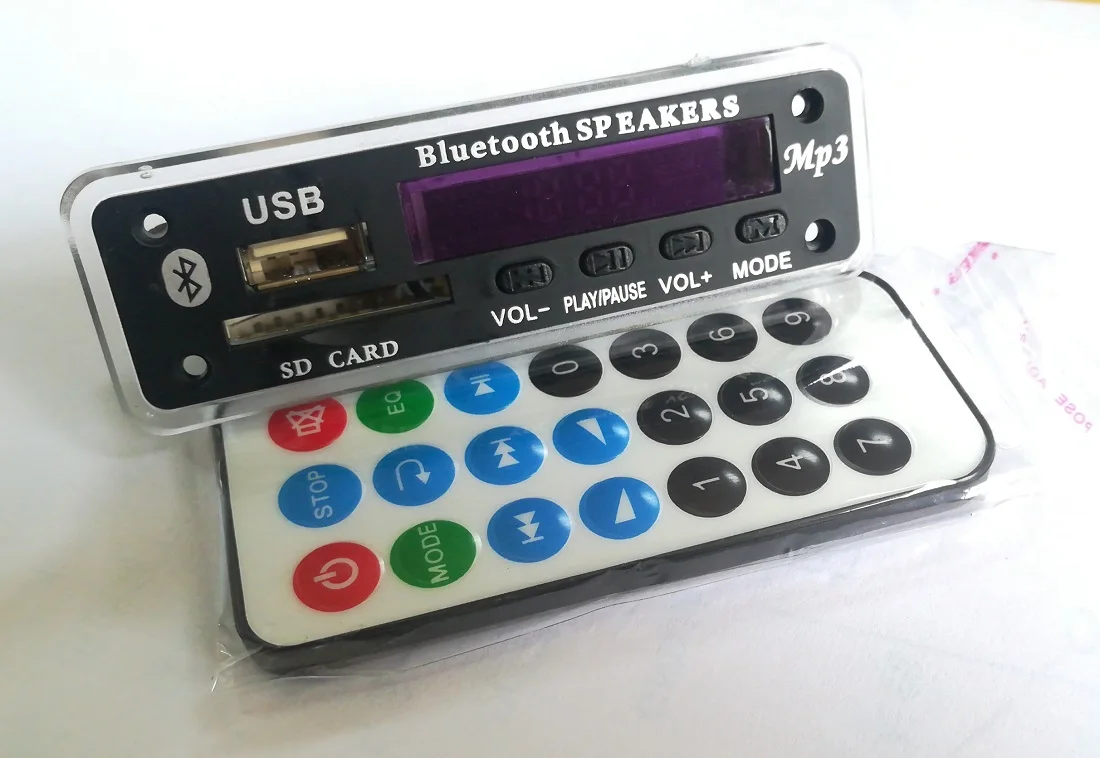 Bluetooth SPEAKERS
Mp3
USB
VOL- PLAY/PAUSE VOL+ MODE
SD CARD
M
EQ
0
3
6
9
STOP
2
5
8
MODE
1
4
7